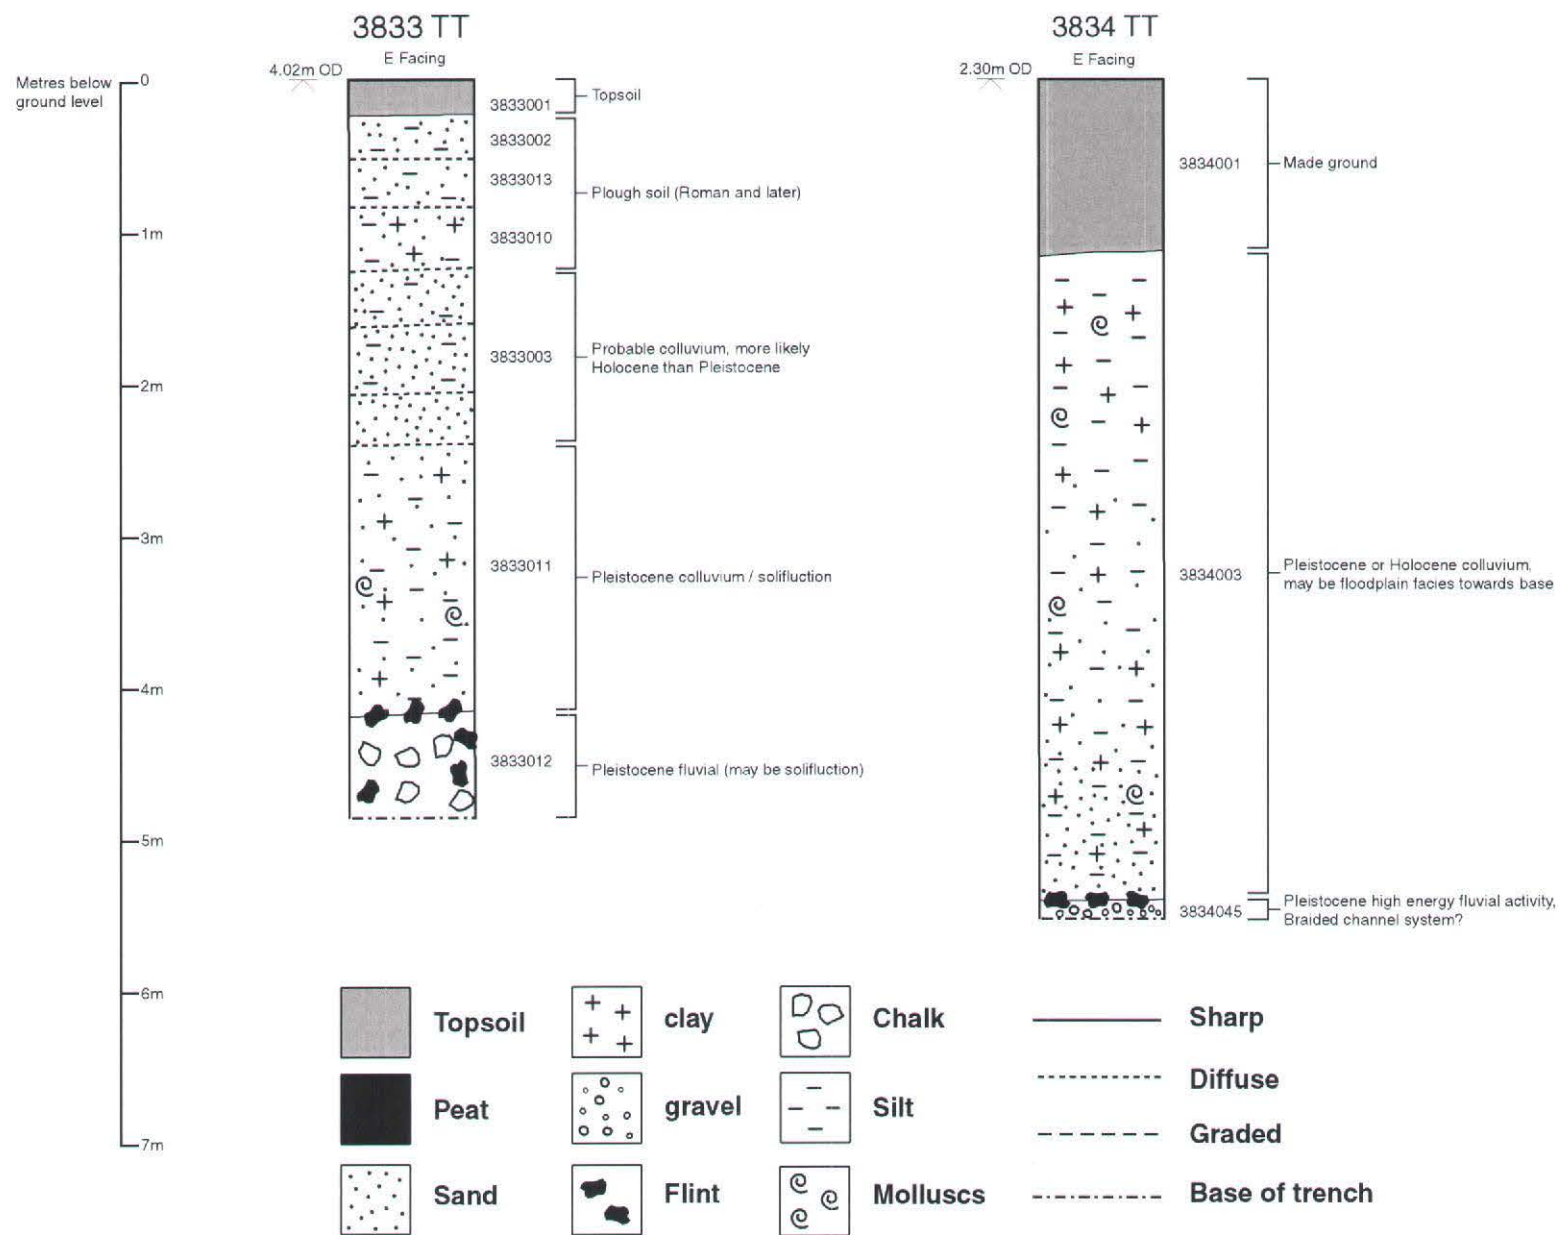 3833 TT
E Facing
4.02m OD
3834 TT
E Facing
2.30m OD
Metres below
ground level
0
1m
2m
3m
4m
5m
6m
7m
3833001
Topsoil
3833002
3833013
Plough soil (Roman and later)
3833010
3833003
Probable colluvium, more likely
Holocene than Pleistocene
3833011
Pleistocene colluvium / solifluction
3833012
Pleistocene fluvial (may be solifluction)
3834001
Made ground
3834003
Pleistocene or Holocene colluvium,
may be floodplain facies towards base
3834045
Pleistocene high energy fluvial activity,
Braided channel system?
Topsoil
clay
Chalk
Sharp
Diffuse
Peat
gravel
Silt
Graded
Sand
Flint
Molluscs
Base of trench